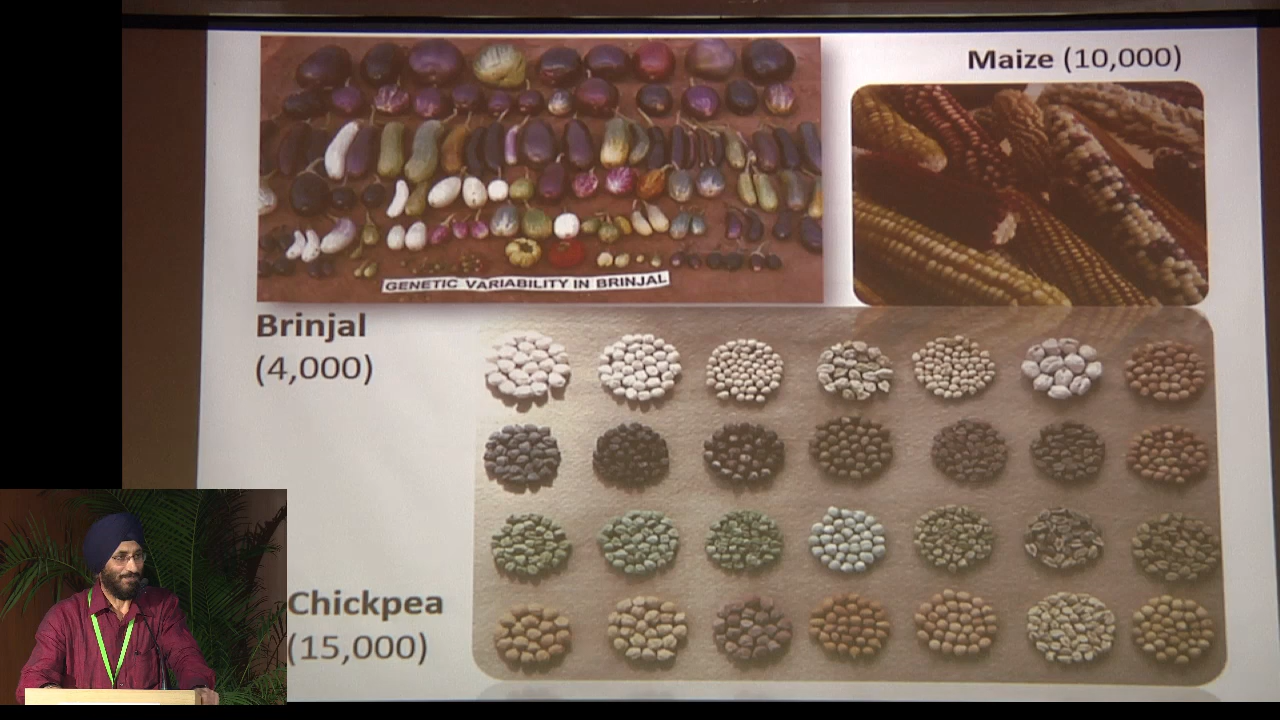 Maize (10,000)
GENETIC VARIABILITY IN BRINJAL
Brinjal
(4,000)
Chickpea
(15,000)